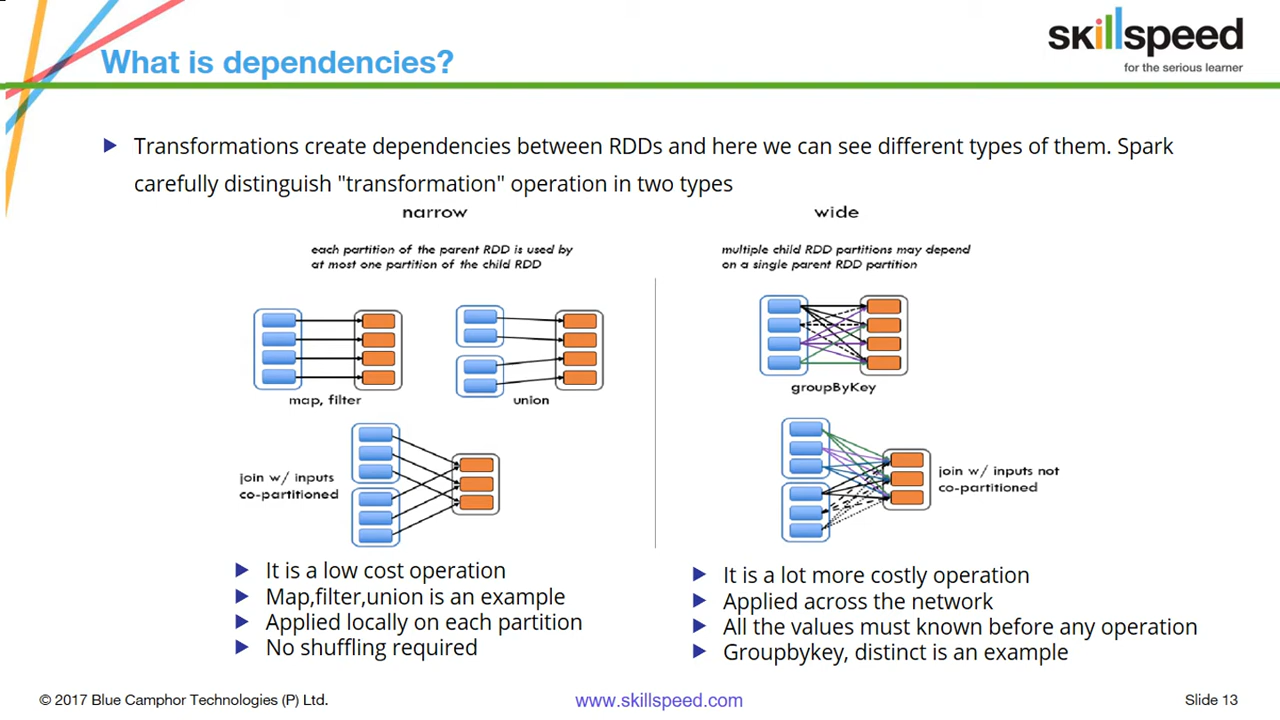 skillspeed
for the serious learner
What is dependencies?
Transformations create dependencies between RDDs and here we can see different types of them. Spark
carefully distinguish "transformation" operation in two types
narrow
each partition of the parent RDD is used by
at most one partition of the child RDD
map, filter
union
join w/ inputs
co-partitioned
It is a low cost operation
Map,filter,union is an example
Applied locally on each partition
No shuffling required
wide
multiple child RDD partitions may depend
on a single parent RDD partition
groupByKey
join w/ inputs not
co-partitioned
It is a lot more costly operation
Applied across the network
All the values must known before any operation
Groupbykey, distinct is an example
© 2017 Blue Camphor Technologies (P) Ltd.
www.skillspeed.com
Slide 13